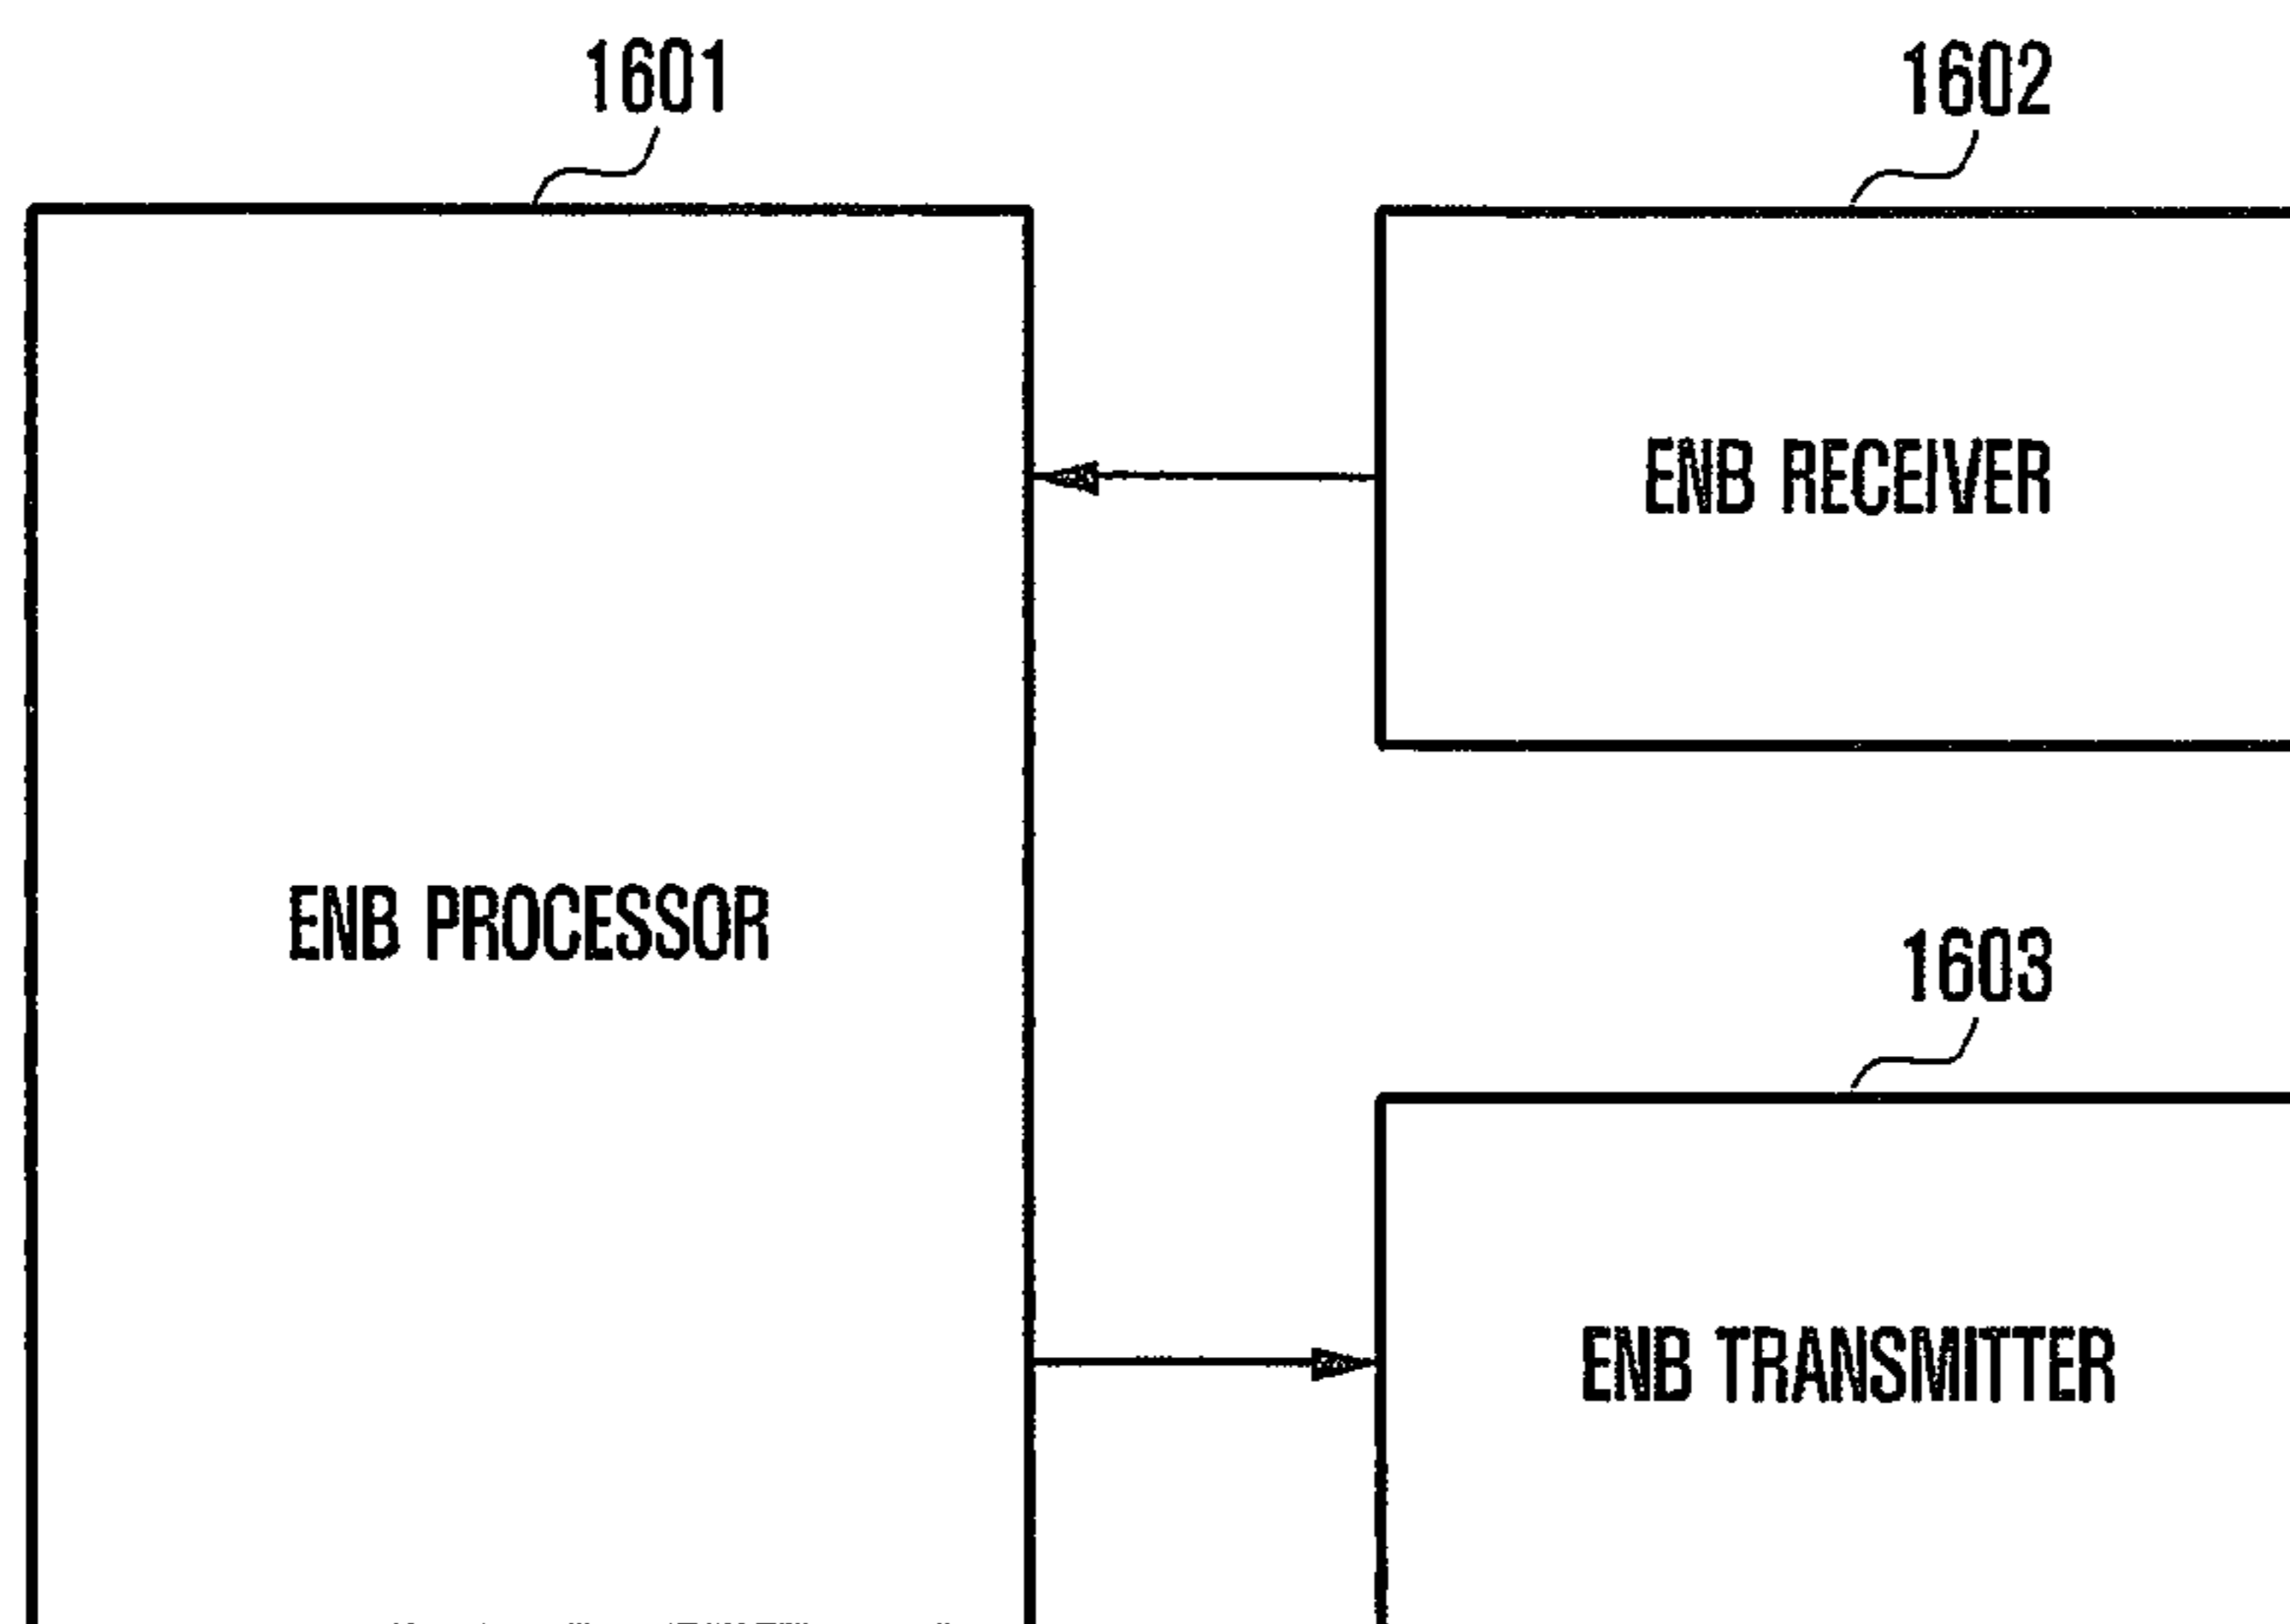 1601
1602
ENB RECEIVER
ENB PROCESSOR
1603
ENB TRANSMITTER